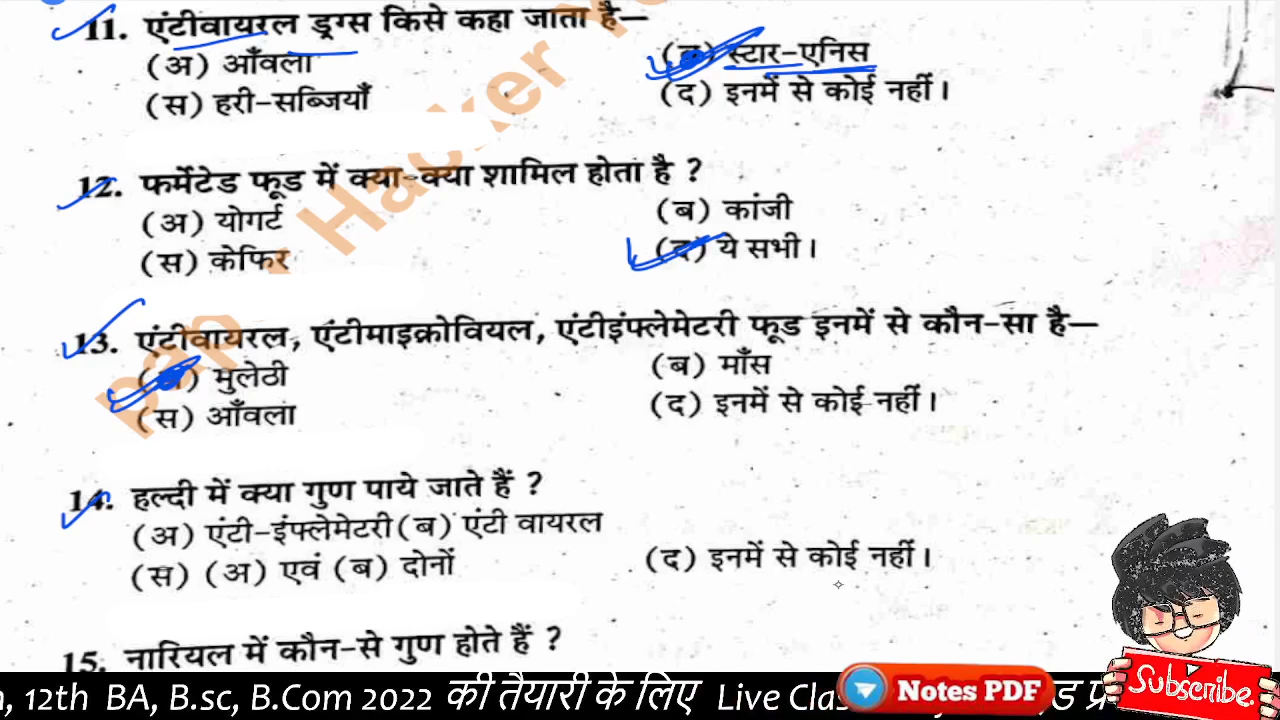 11. एंटीवायरल ड्रग्स किसे कहा जाता है—
(अ) आँवला (ब) स्टार-एनिस
(स) हरी-सब्जियाँ (द) इनमें से कोई नहीं।
12. फर्मेंटेड फूड में क्या-क्या शामिल होता है ?
(अ) योगर्ट (ब) कांजी
(स) केफिर (द) ये सभी।
13. एंटीवायरल, एंटीमाइक्रोवियल, एंटीइंफ्लेमेटरी फूड इनमें से कौन-सा है—
(अ) मुलेठी (ब) माँस
(स) आँवला (द) इनमें से कोई नहीं।
14. हल्दी में क्या गुण पाये जाते हैं ?
(अ) एंटी-इंफ्लेमेटरी (ब) एंटी वायरल
(स) (अ) एवं (ब) दोनों (द) इनमें से कोई नहीं।
15. नारियल में कौन-से गुण होते हैं ?
12th BA, B.sc, B.Com 2022 की तैयारी के लिए Live Clas
Notes PDF
Subscribe.
Hacker